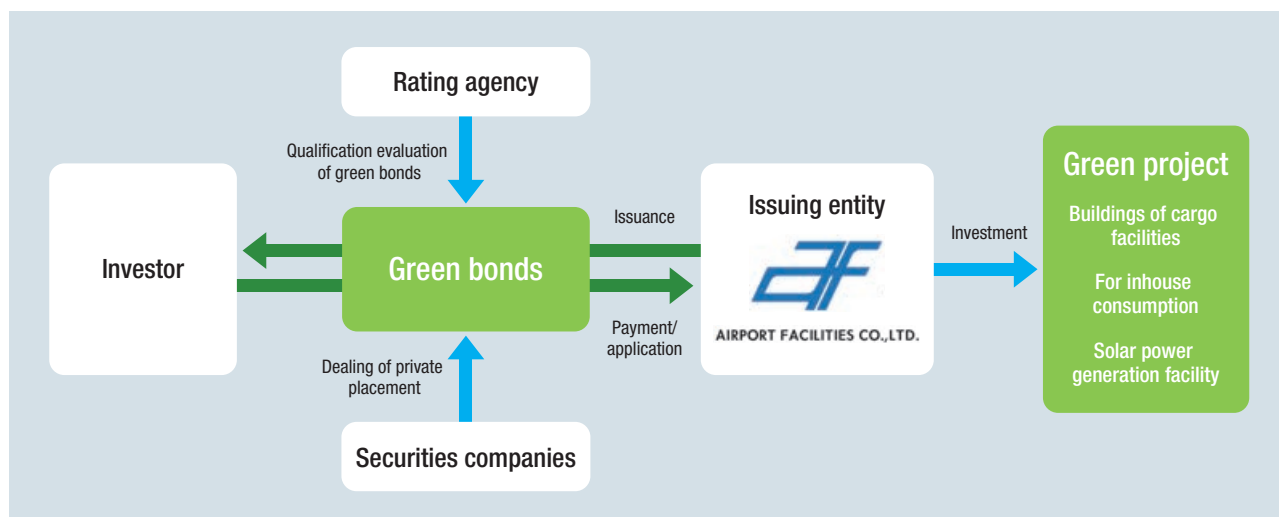 Rating agency
Qualification evaluation
of green bonds
Investor
Green bonds
Issuance
Payment/
application
Dealing of private
placement
Securities companies
Issuing entity
AIRPORT FACILITIES CO.,LTD.
Investment
Green project
Buildings of cargo
facilities
For inhouse
consumption
Solar power
generation facility